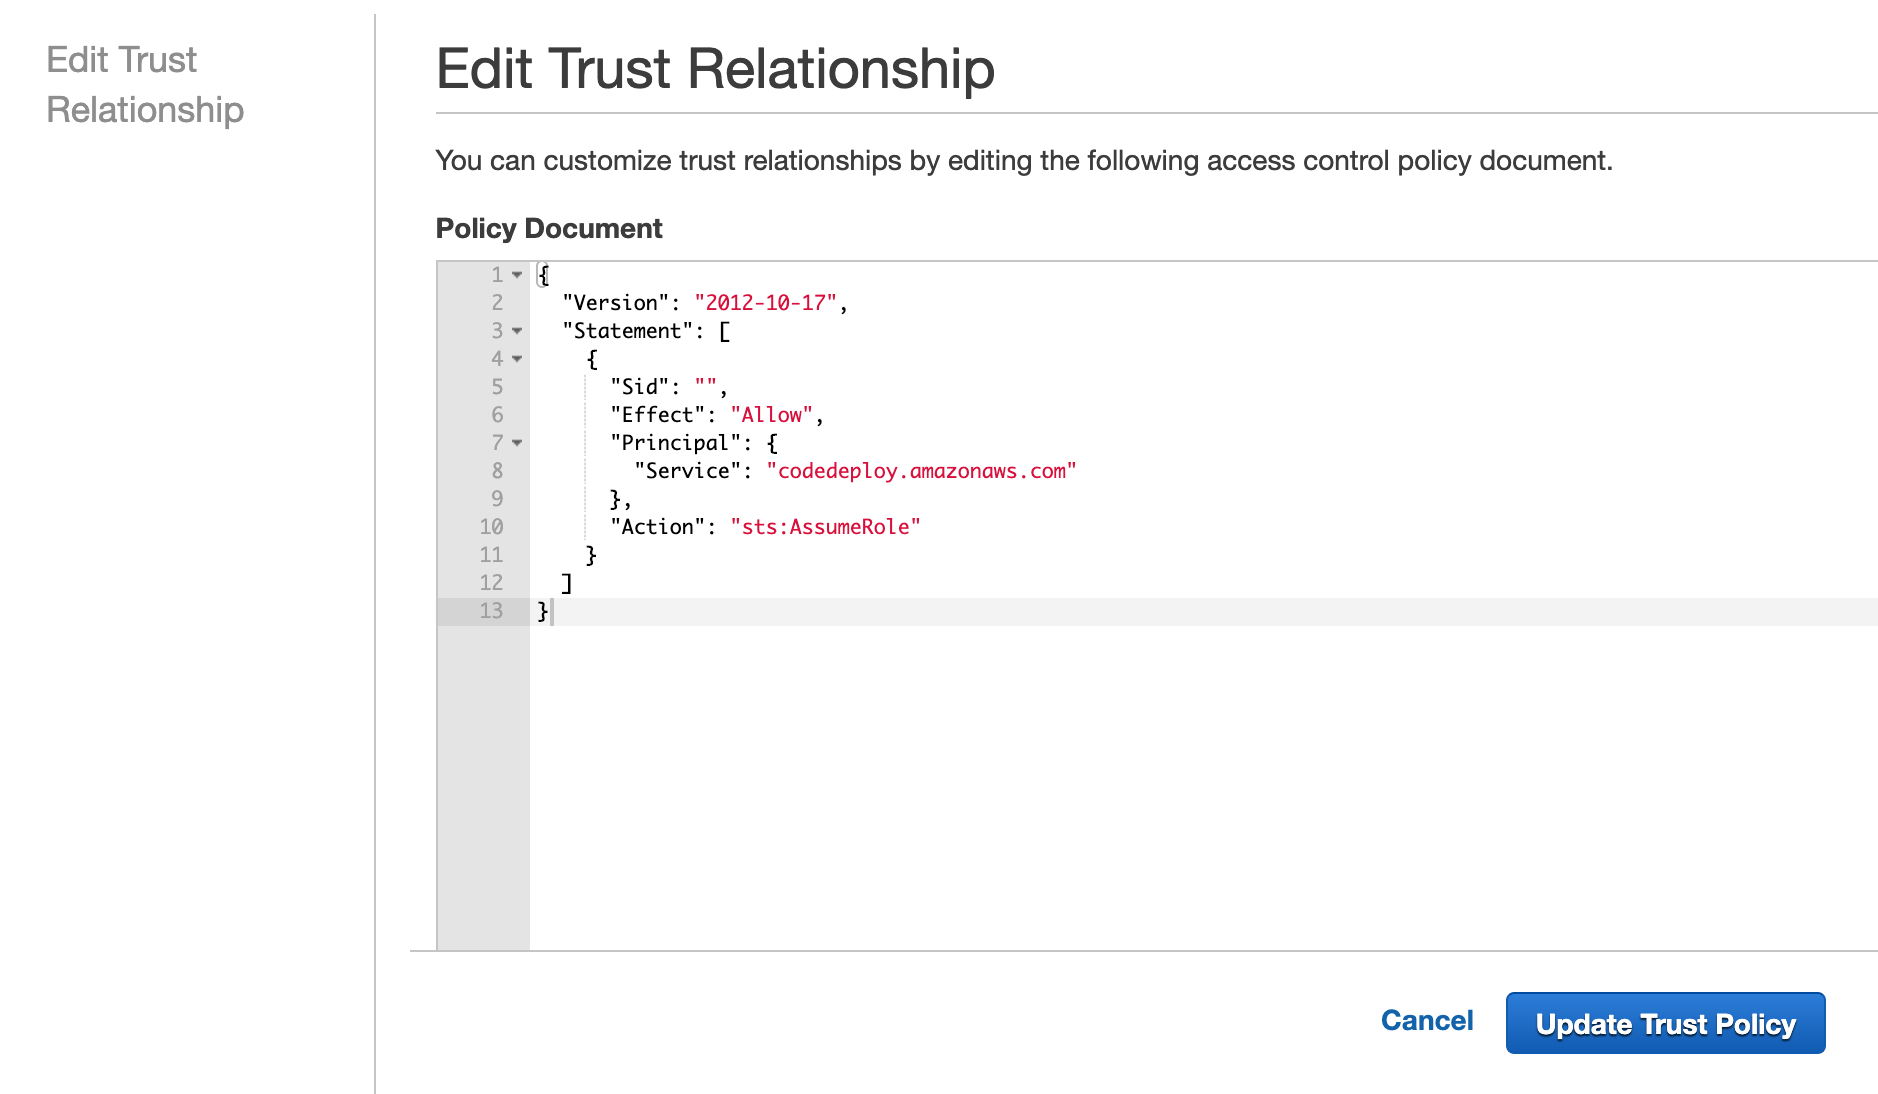 Edit Trust
Relationship
Edit Trust Relationship
You can customize trust relationships by editing the following access control policy document.
Policy Document
1 {
2 "Version": "2012-10-17",
3 "Statement": [
4 {
5 "Sid": "",
6 "Effect": "Allow",
7 "Principal": {
8 "Service": "codedeploy.amazonaws.com"
9 },
10 "Action": "sts:AssumeRole"
11 }
12 ]
13 }
Cancel
Update Trust Policy